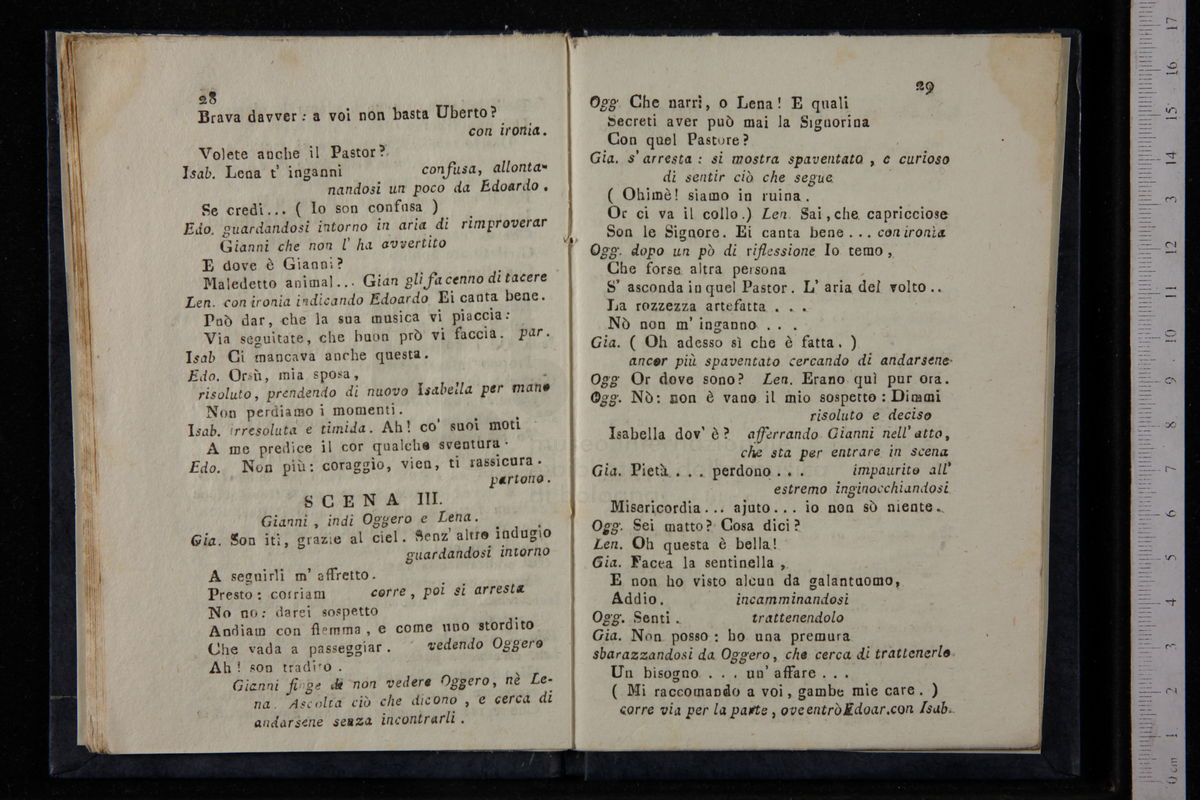 28
Brava davver: a voi non basta Uberto?
con ironia.
Volete anche il Pastor?
Isab. Lena t' inganni confusa, allonta-
nandosi un poco da Edoardo.
Se credi... ( Io son confusa )
Edo. guardandosi intorno in aria di rimproverar
Gianni che non l' ha avvertito
E dove è Gianni?
Maledetto animal... Gian gli fa cenno di tacere
Len. con ironia indicando Edoardo Ei canta bene.
Può dar, che la sua musica vi piaccia:
Via seguitate, che buon prò vi faccia. par.
Isab Ci mancava anche questa.
Edo. Orsù, mia sposa,
risoluto, prendendo di nuovo Isabella per mano
Non perdiamo i momenti.
Isab. irresoluta e timida. Ah! co' suoi moti
A me predice il cor qualche sventura.
Edo. Non più: coraggio, vien, ti rassicura.
partono.
SCENA III.
Gianni, indi Oggero e Lena.
Gia. Son iti, grazie al ciel. Senz' altro indugio
guardandosi intorno
A seguirli m' affretto.
Presto: corriam corre, poi si arresta
No no: darei sospetto
Andiam con flemma, e come uno stordito
Che vada a passeggiar. vedendo Oggero
Ah! son tradito.
Gianni finge di non vedere Oggero, nè Le-
na. Ascolta ciò che dicono, e cerca di
andarsene senza incontrarli.
29
Ogg. Che narri, o Lena! E quali
Secreti aver può mai la Signorina
Con quel Pastore?
Gia. s' arresta: si mostra spaventato, e curioso
di sentir ciò che segue
( Ohimè! siamo in ruina.
Or ci va il collo.) Len. Sai, che capricciose
Son le Signore. Ei canta bene... con ironia
Ogg. dopo un pò di riflessione Io temo,
Che forse altra persona
S' asconda in quel Pastor. L' aria del volto..
La rozzezza artefatta...
Nò non m' inganno...
Gia. ( Oh adesso sì che è fatta. )
ancor più spaventato cercando di andarsene
Ogg Or dove sono? Len. Erano quì pur ora.
Ogg. Nò: non è vano il mio sospetto: Dimmi
risoluto e deciso
Isabella dov' è? afferrando Gianni nell' atto,
che sta per entrare in scena
Gia. Pietà... perdono... impaurito all'
estremo inginocchiandosi
Misericordia... ajuto... io non sò niente..
Ogg. Sei matto? Cosa dici?
Len. Oh questa è bella!
Gia. Facea la sentinella,
E non ho visto alcun da galantuomo,
Addio. incamminandosi
Ogg. Senti. trattenendolo
Gia. Non posso: ho una premura
sbarazzandosi da Oggero, che cerca di trattenerlo
Un bisogno... un' affare...
( Mi raccomando a voi, gambe mie care. )
corre via per la parte, ove entrò Edoar. con Isab.